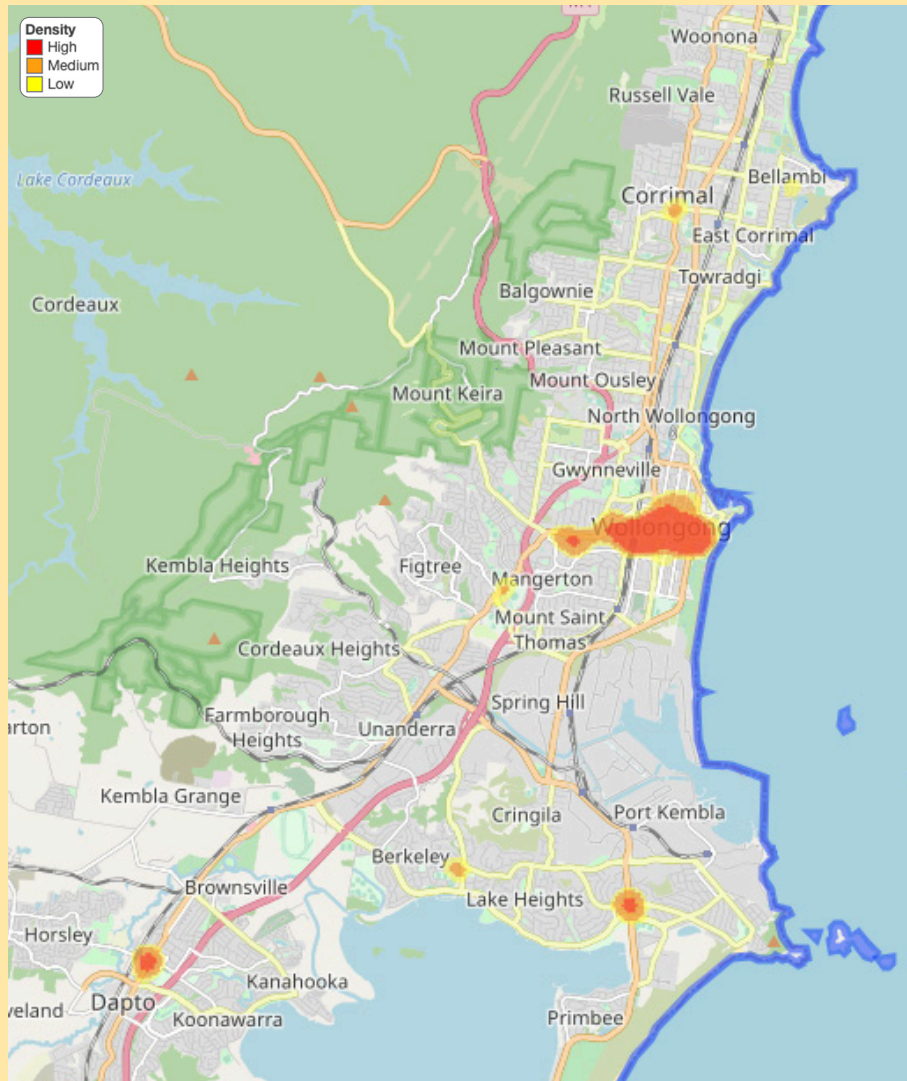 Density
High
Medium
Low
Woonona
Russell Vale
Lake Cordeaux
Bellambi
Corrimal
East Corrimal
Towradgi
Balgownie
Cordeaux
Mount Pleasant
Mount Ousley
Mount Keira
North Wollongong
Gwynneville
Wollongong
Kembla Heights
Figtree
Mangerton
Mount Saint
Thomas
Cordeaux Heights
Spring Hill
Farmborough
Heights
Unanderra
arton
Kembla Grange
Cringila
Port Kembla
Berkeley
Brownsville
Lake Heights
Horsley
Kanahooka
Dapto
veland
Koonawarra
Primbee